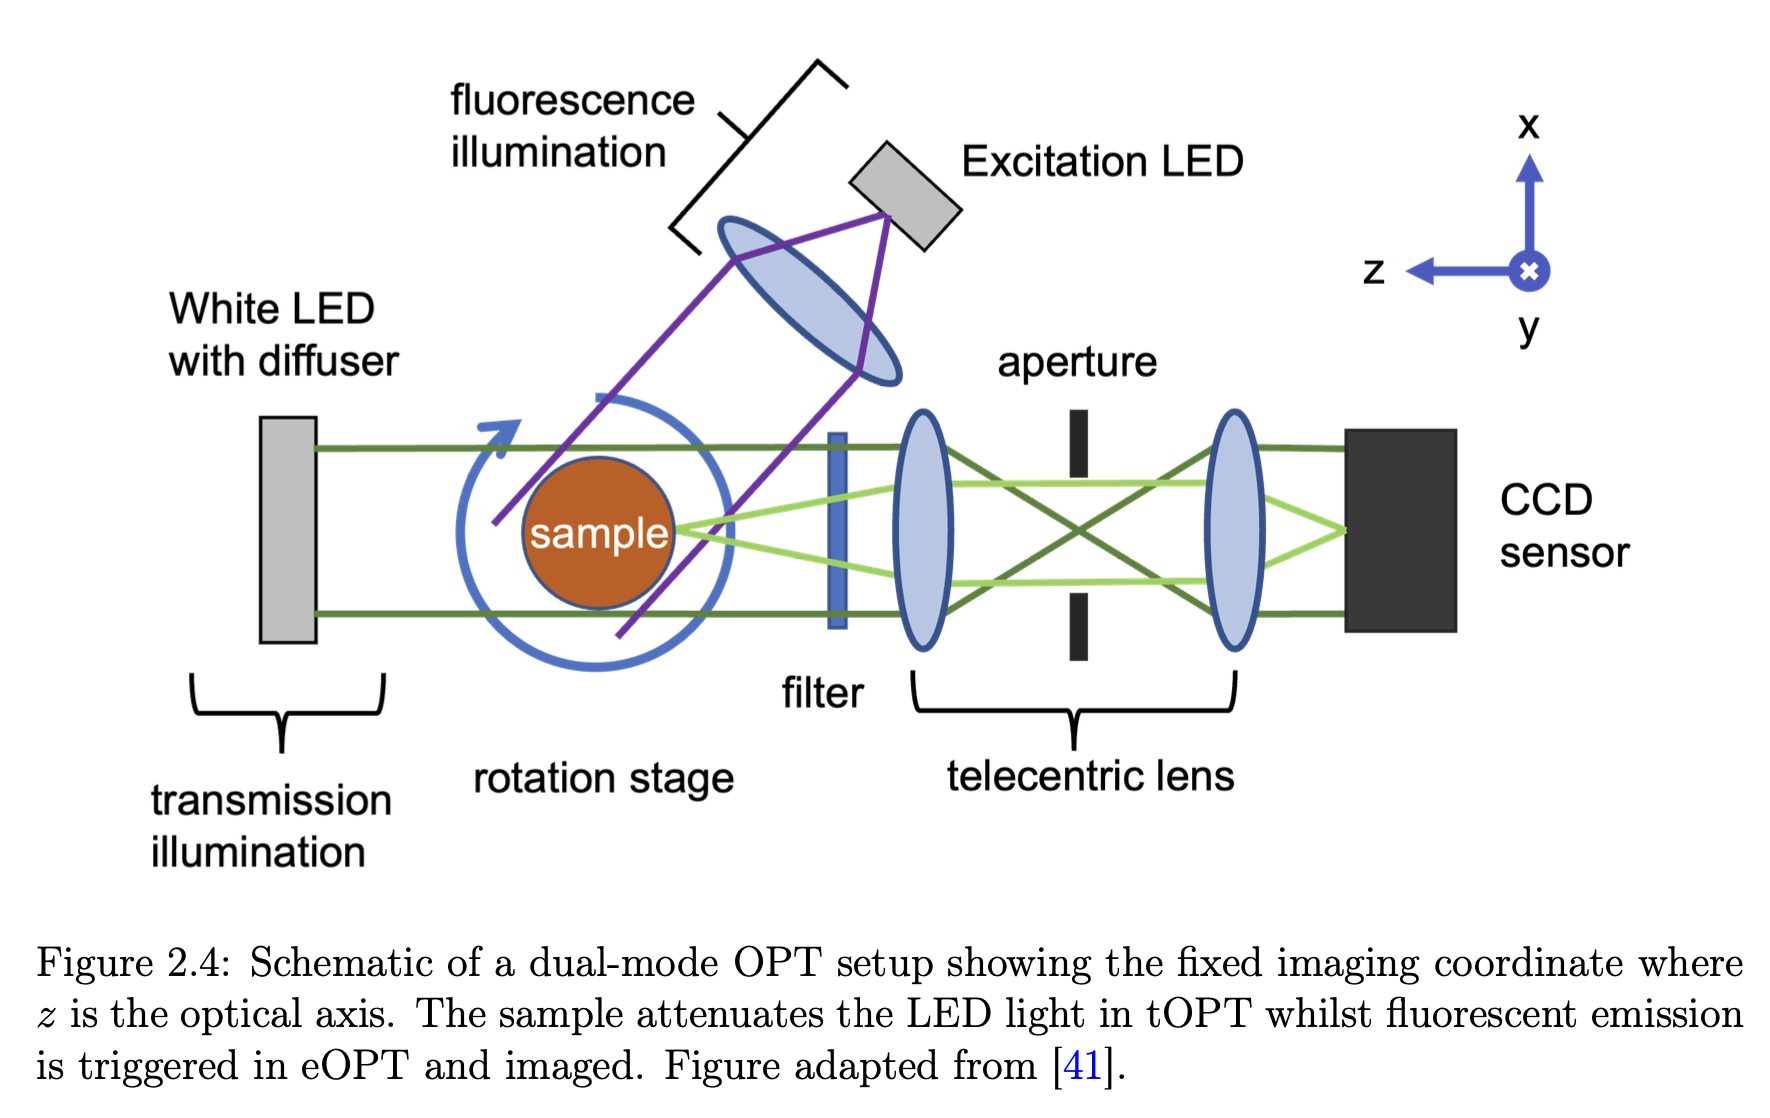 fluorescence
illumination
Excitation LED
x
z
y
White LED
with diffuser
aperture
sample
CCD
sensor
filter
rotation stage
telecentric lens
transmission
illumination
Figure 2.4: Schematic of a dual-mode OPT setup showing the fixed imaging coordinate where
z is the optical axis. The sample attenuates the LED light in tOPT whilst fluorescent emission
is triggered in eOPT and imaged. Figure adapted from [41].